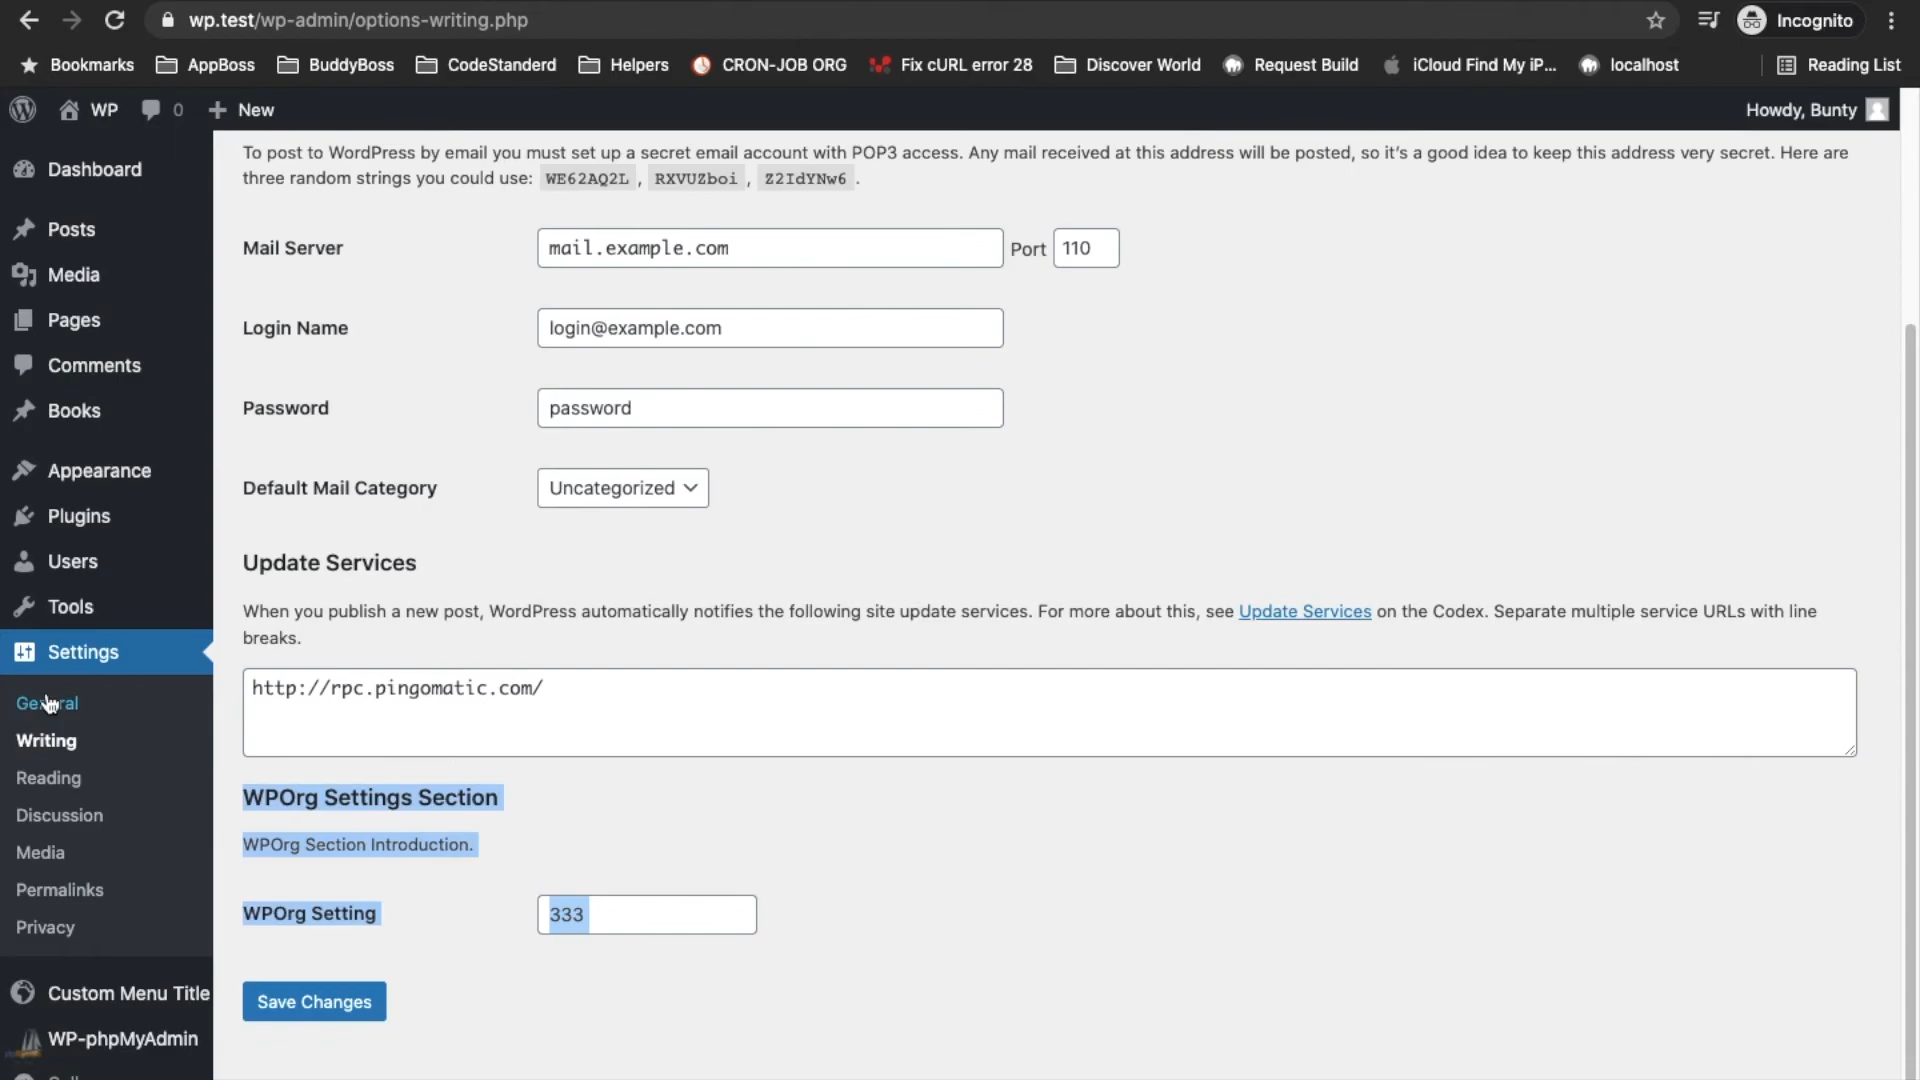 wp.test/wp-admin/options-writing.php
Incognito
Bookmarks AppBoss BuddyBoss CodeStanderd Helpers CRON-JOB ORG Fix cURL error 28 Discover World Request Build iCloud Find My iP... localhost Reading List
WP 0 New Howdy, Bunty
Dashboard
Posts
Media
Pages
Comments
Books
Appearance
Plugins
Users
Tools
Settings
General
Writing
Reading
Discussion
Media
Permalinks
Privacy
Custom Menu Title
WP-phpMyAdmin
To post to WordPress by email you must set up a secret email account with POP3 access. Any mail received at this address will be posted, so it's a good idea to keep this address very secret. Here are
three random strings you could use: WE62AQ2L , RXVUZboi , Z2IdYNw6 .
Mail Server mail.example.com Port 110
Login Name login@example.com
Password password
Default Mail Category Uncategorized
Update Services
When you publish a new post, WordPress automatically notifies the following site update services. For more about this, see Update Services on the Codex. Separate multiple service URLs with line
breaks.
http://rpc.pingomatic.com/
WPOrg Settings Section
WPOrg Section Introduction.
WPOrg Setting 333
Save Changes